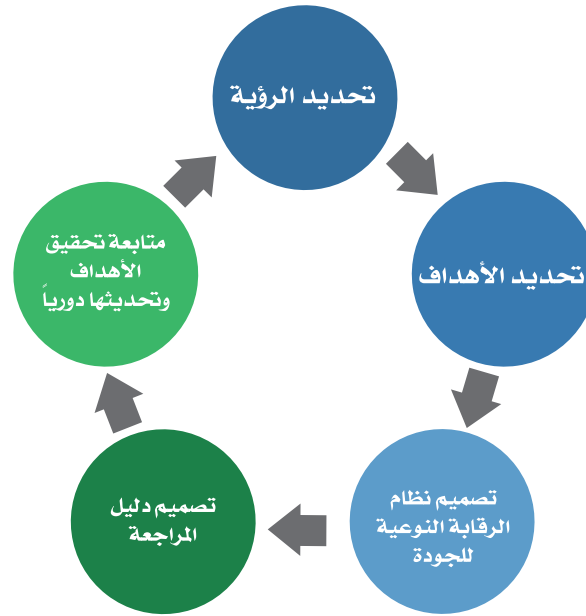 تحديد الرؤية
تحديد الأهداف
تصميم نظام
الرقابة النوعية
للجودة
تصميم دليل
المراجعة
متابعة تحقيق
الأهداف
وتحديثها دورياً